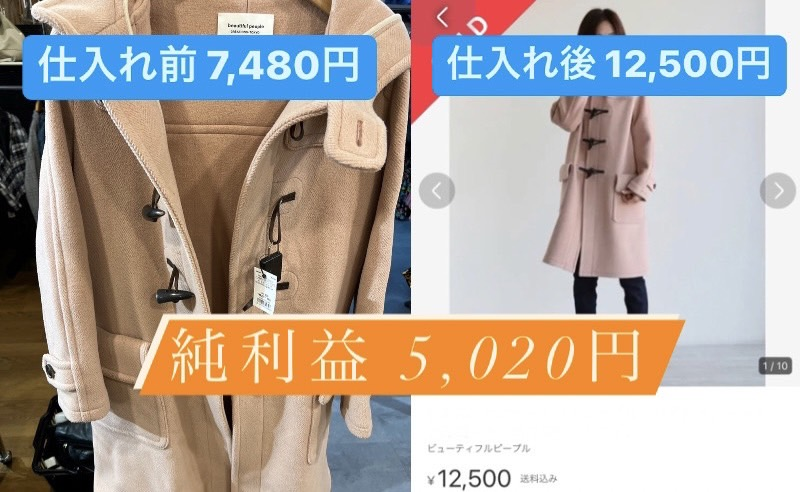 beautiful people
仕入れ前 7,480円
仕入れ後 12,500円
純利益 5,020円
1 / 10
ビューティフルピープル
¥12,500 送料込み